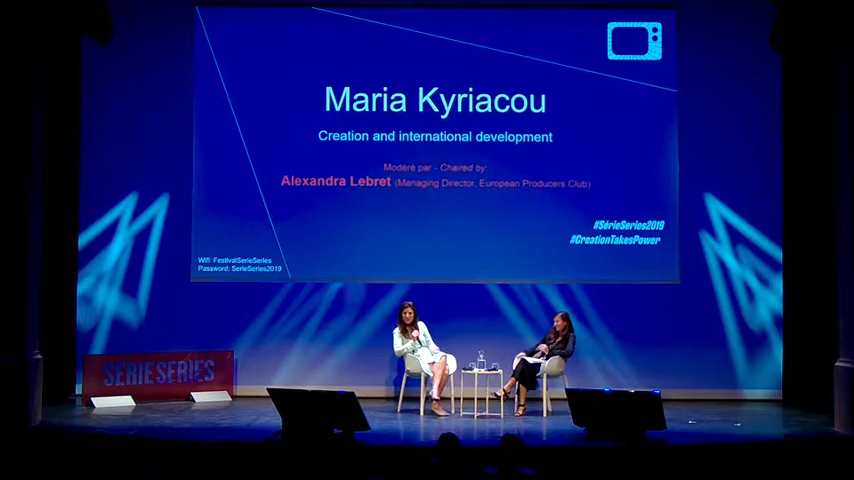 Maria Kyriacou
Creation and international development
Modéré par - Chaired by:
Alexandra Lebret (Managing Director, European Producers Club)
#SérieSeries2019
#CreationTakesPower
Wifi: FestivalSerieSeries
Password: SerieSeries2019
SERIE SERIES